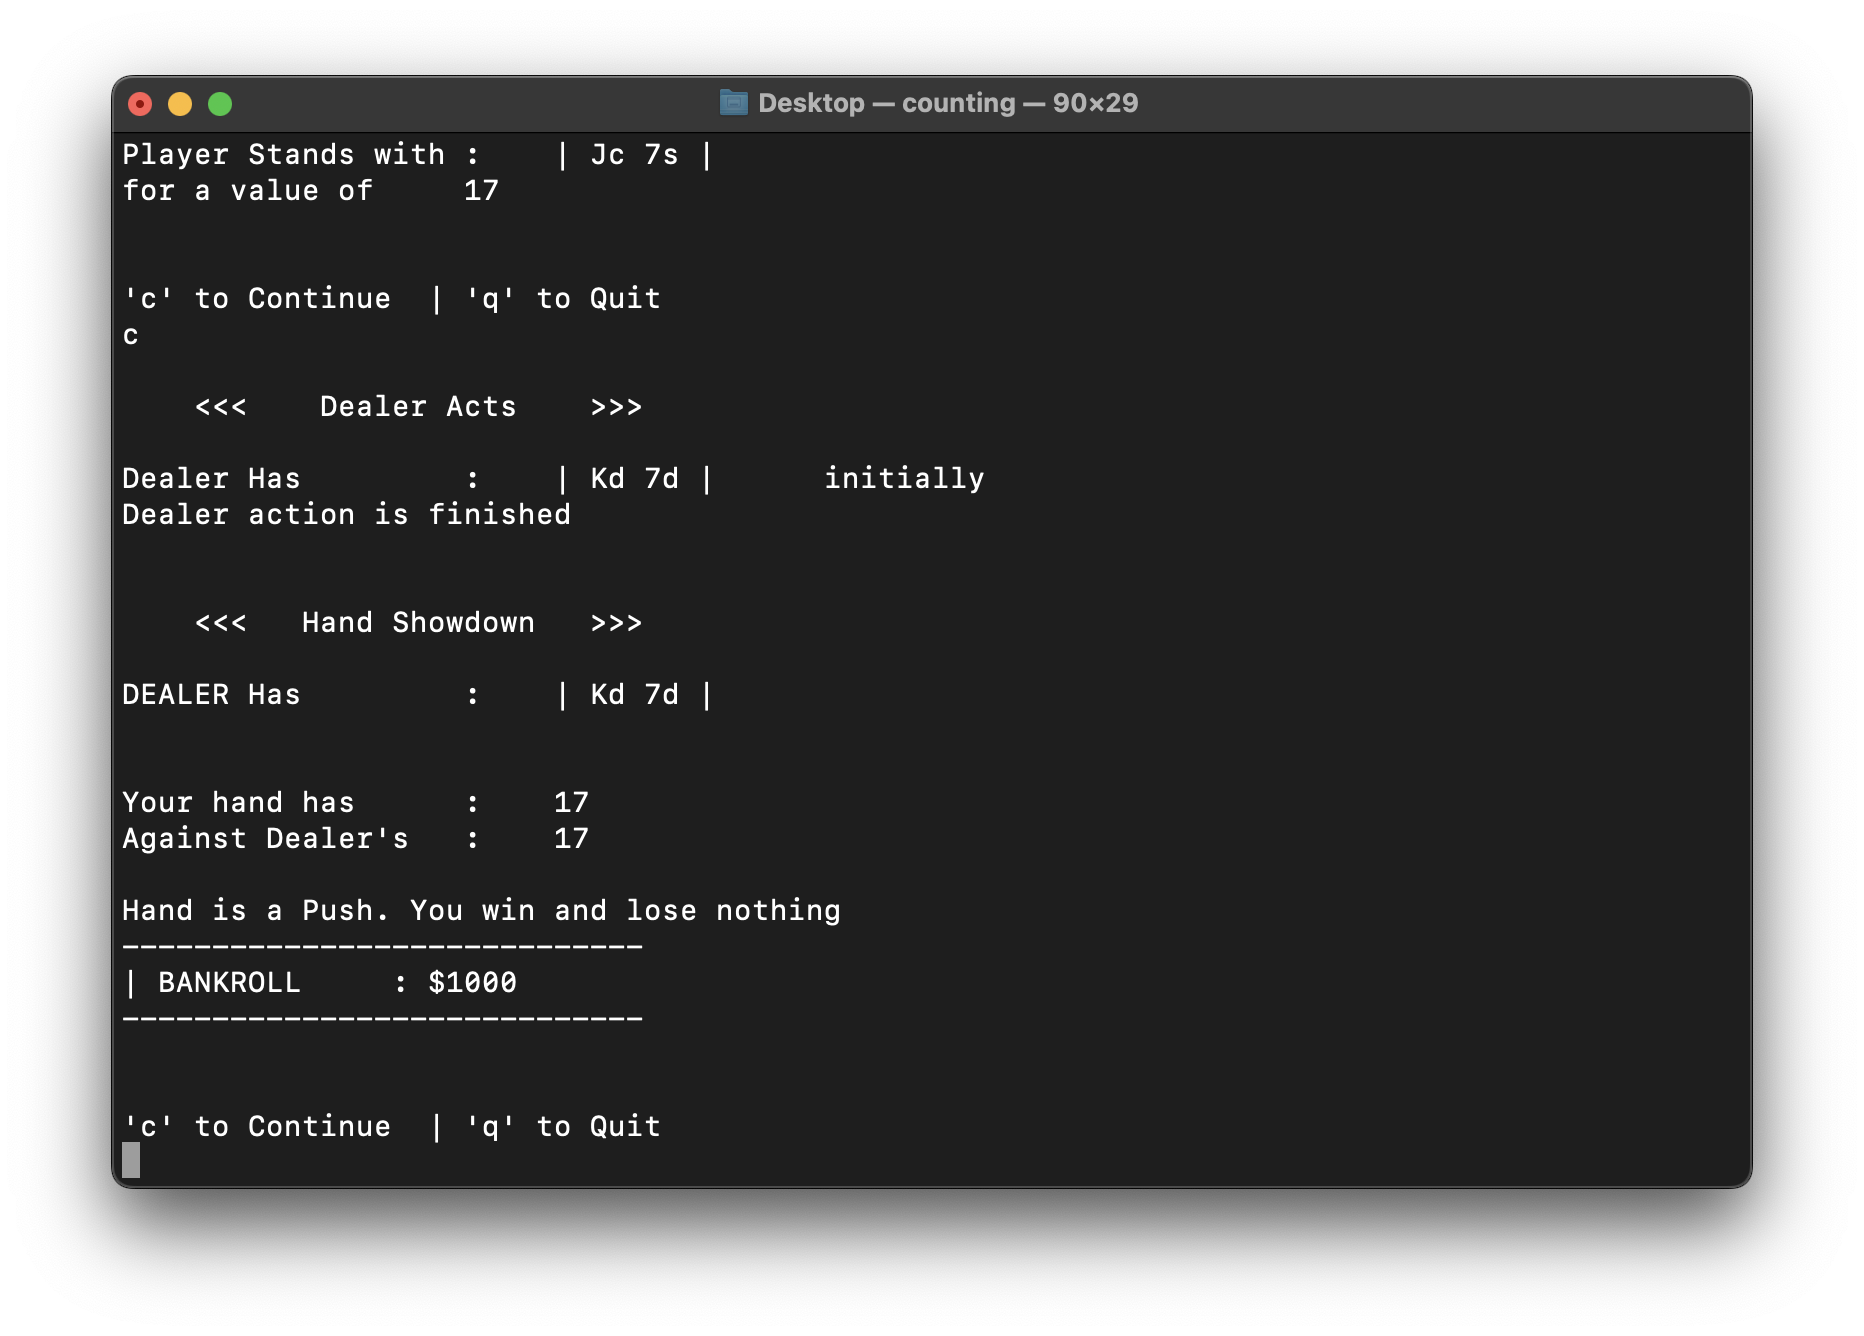 Desktop — counting — 90×29
Player Stands with :    | Jc 7s |
for a value of     17
'c' to Continue  | 'q' to Quit
c
    <<<    Dealer Acts    >>>
Dealer Has         :    | Kd 7d |      initially
Dealer action is finished
    <<<   Hand Showdown   >>>
DEALER Has         :    | Kd 7d |
Your hand has      :    17
Against Dealer's   :    17
Hand is a Push. You win and lose nothing
-----------------------------
| BANKROLL     : $1000
-----------------------------
'c' to Continue  | 'q' to Quit